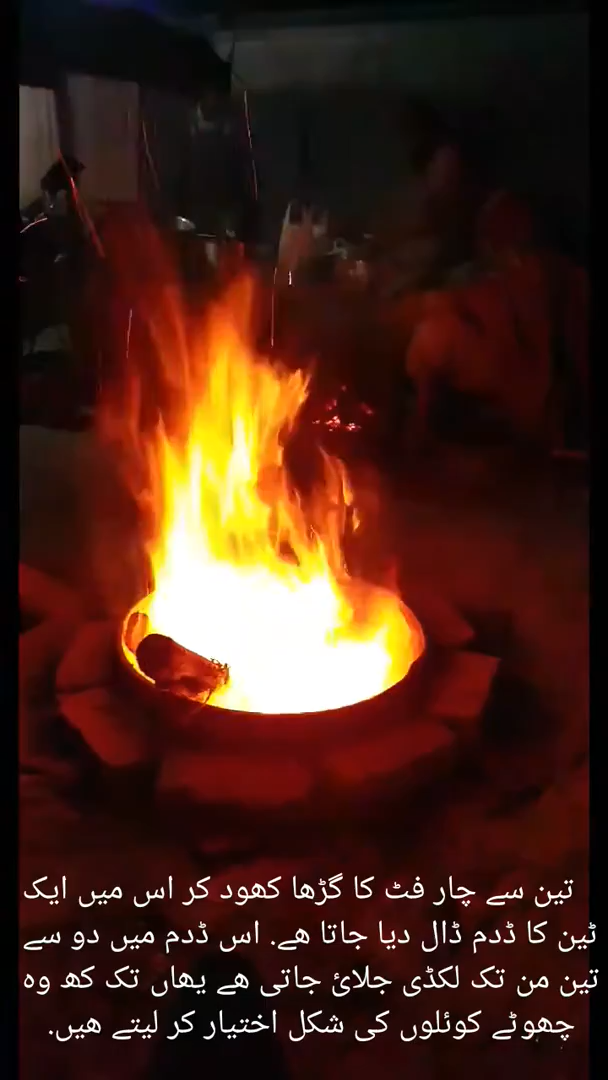 تین سے چار فٹ کا گڑھا کھود کر اس میں ایک
ٹین کا ڈدم ڈال دیا جاتا ھے. اس ڈدم میں دو سے
تین من تک لکڈی جلائ جاتی ھے یھاں تک کھ وہ
چھوٹے کوئلوں کی شکل اختیار کر لیتے ھیں.